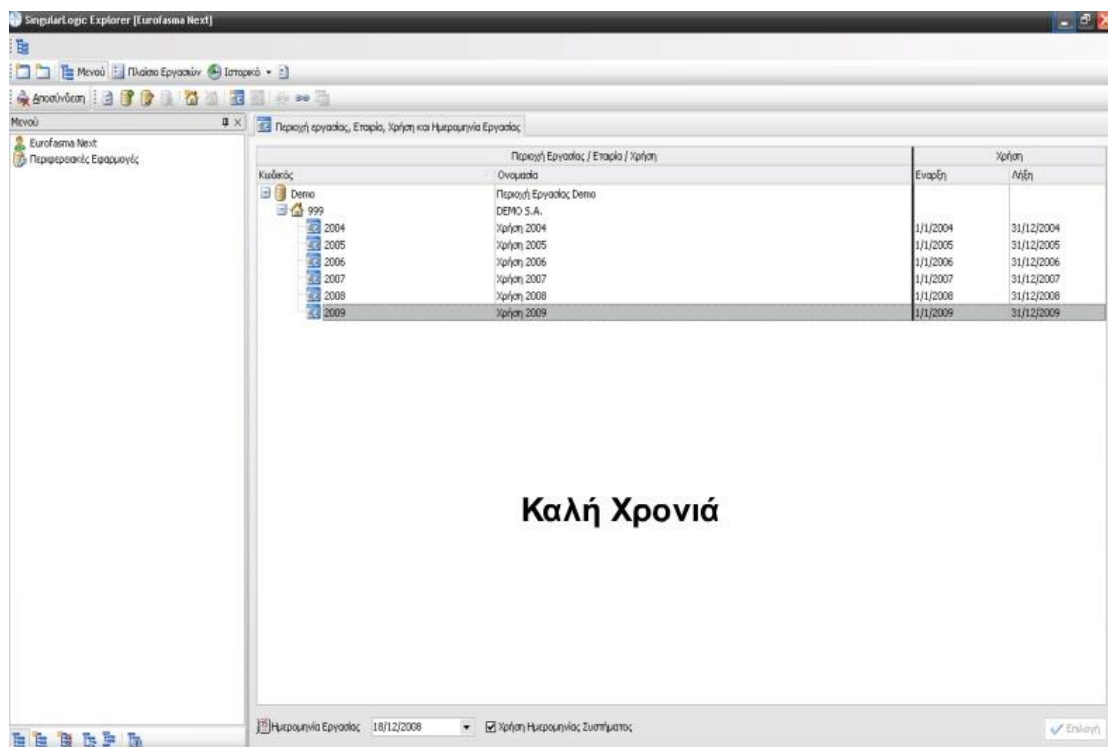 SingularLogic Explorer [Eurofasma Next]
Μενού Πλαίσιο Εργασιών Ιστορικό
Αποσύνδεση
Μενού
Eurofasma Next
Περιφερειακές Εφαρμογές
Περιοχή εργασίας, Εταιρία, Χρήση και Ημερομηνία Εργασίας
Περιοχή Εργασίας / Εταιρία / Χρήση Χρήση
Κωδικός Ονομασία Έναρξη Λήξη
Demo Περιοχή Εργασίας Demo
999 DEMO S.A.
2004 Χρήση 2004 1/1/2004 31/12/2004
2005 Χρήση 2005 1/1/2005 31/12/2005
2006 Χρήση 2006 1/1/2006 31/12/2006
2007 Χρήση 2007 1/1/2007 31/12/2007
2008 Χρήση 2008 1/1/2008 31/12/2008
2009 Χρήση 2009 1/1/2009 31/12/2009
Καλή Χρονιά
Ημερομηνία Εργασίας 18/12/2008 Χρήση Ημερομηνίας Συστήματος
Επιλογή